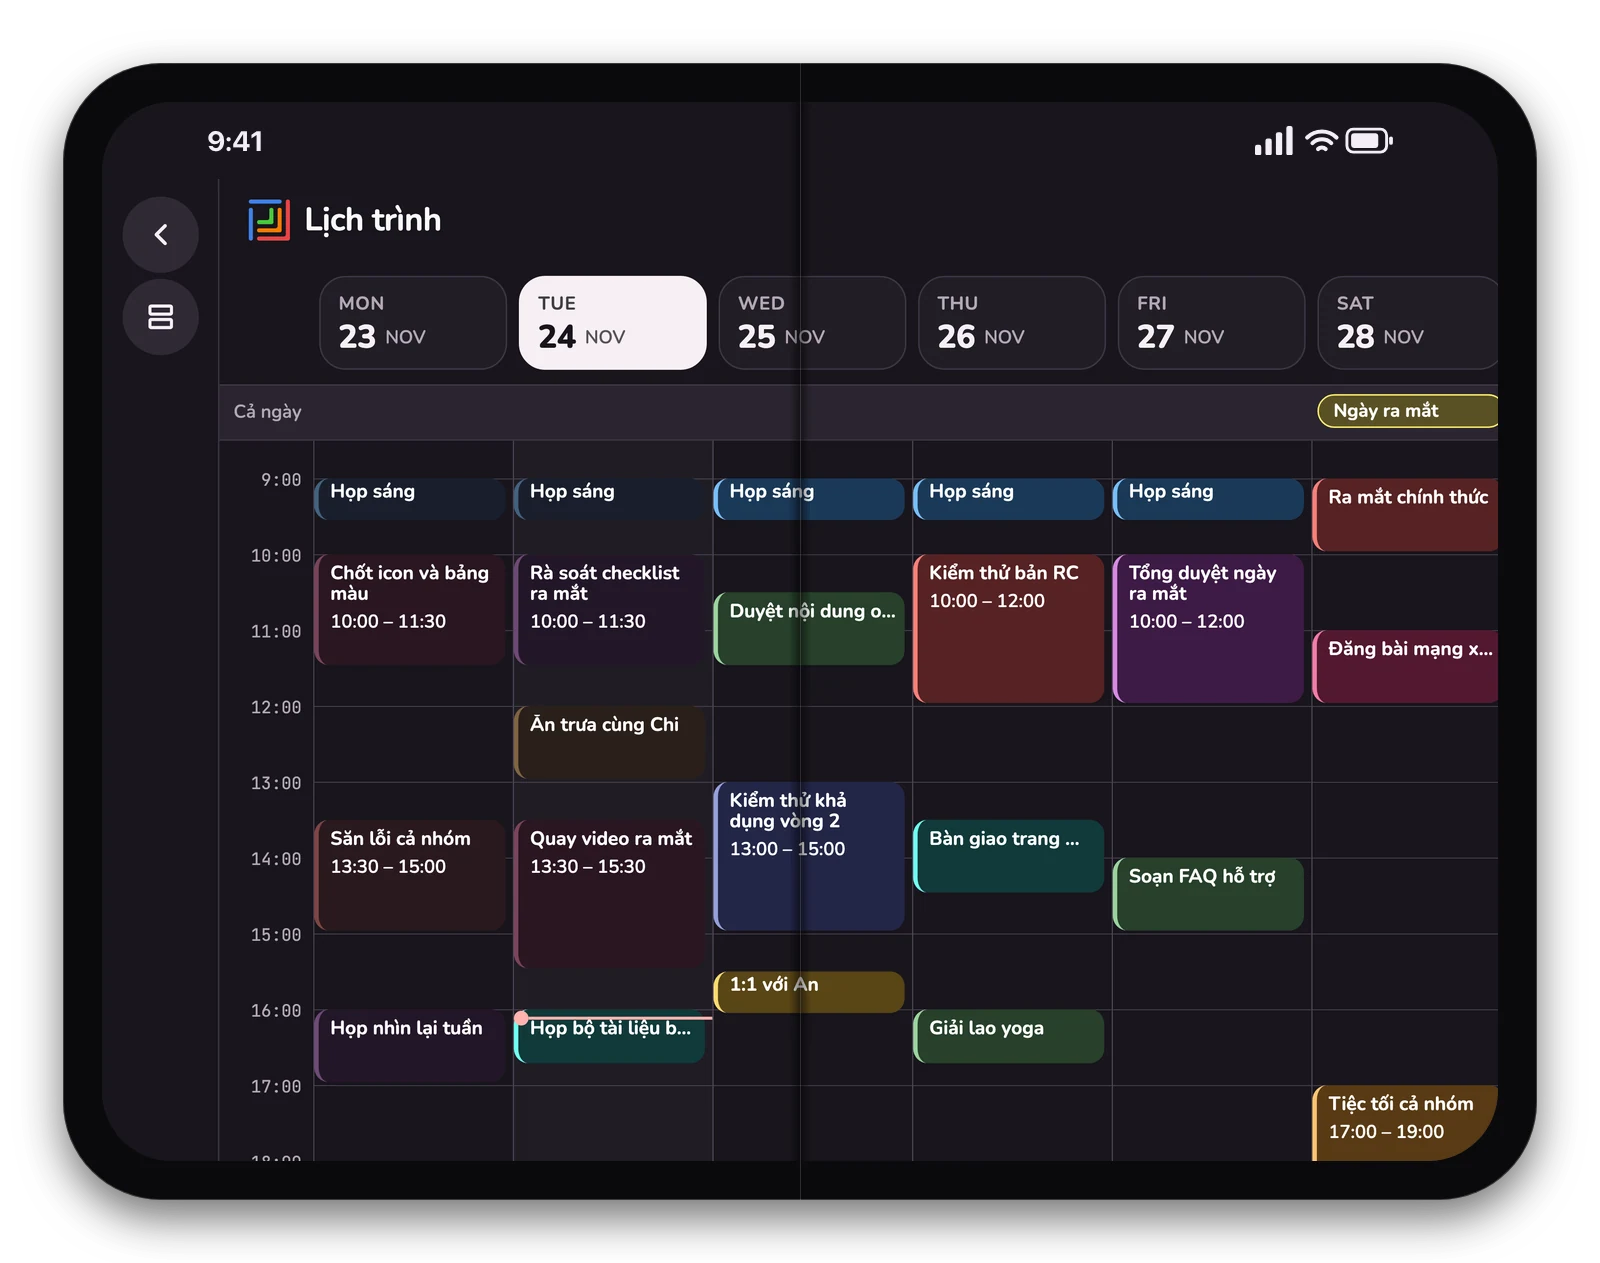 9:41
Lịch trình
MON
23 NOV
TUE
24 NOV
WED
25 NOV
THU
26 NOV
FRI
27 NOV
SAT
28 NOV
Cả ngày
Ngày ra mắt
9:00
10:00
11:00
12:00
13:00
14:00
15:00
16:00
17:00
18:00
Họp sáng
Chốt icon và bảng
màu
10:00 – 11:30
Săn lỗi cả nhóm
13:30 – 15:00
Họp nhìn lại tuần
Họp sáng
Rà soát checklist
ra mắt
10:00 – 11:30
Ăn trưa cùng Chi
Quay video ra mắt
13:30 – 15:30
Họp bộ tài liệu b...
Họp sáng
Duyệt nội dung o...
Kiểm thử khả
dụng vòng 2
13:00 – 15:00
1:1 với An
Họp sáng
Kiểm thử bản RC
10:00 – 12:00
Bàn giao trang ...
Giải lao yoga
Họp sáng
Tổng duyệt ngày
ra mắt
10:00 – 12:00
Soạn FAQ hỗ trợ
Ra mắt chính thức
Đăng bài mạng x...
Tiệc tối cả nhóm
17:00 – 19:00